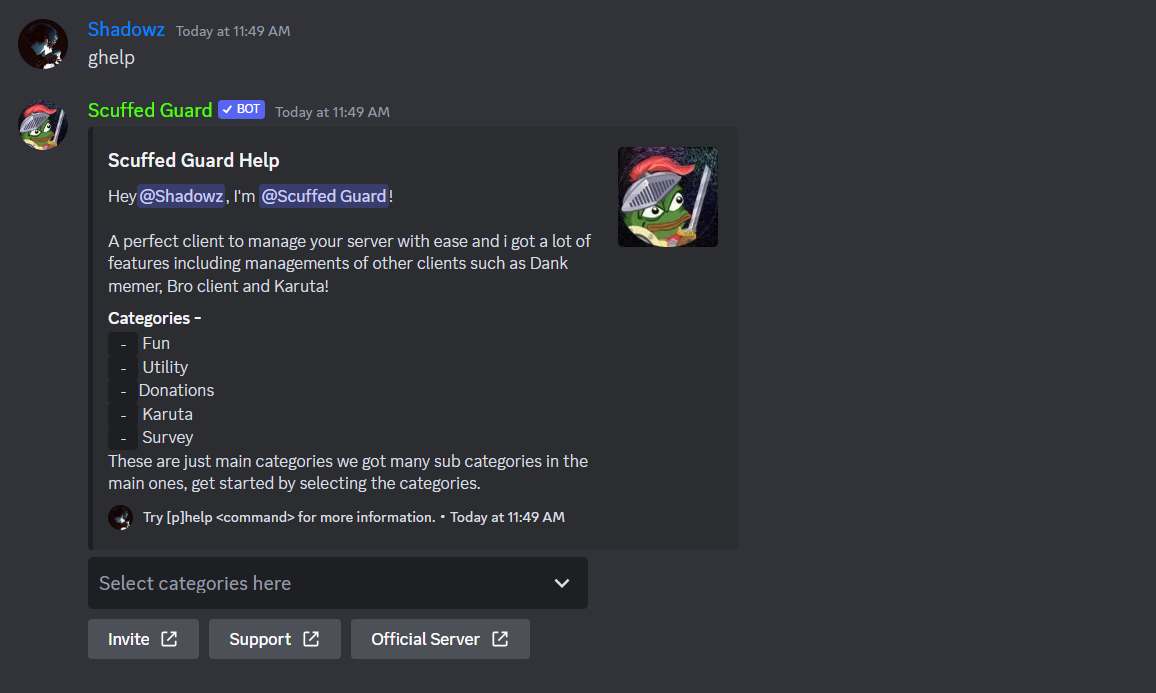 Shadowz Today at 11:49 AM
ghelp
Scuffed Guard ✓ BOT Today at 11:49 AM
Scuffed Guard Help
Hey @Shadowz, I'm @Scuffed Guard!
A perfect client to manage your server with ease and i got a lot of
features including managements of other clients such as Dank
memer, Bro client and Karuta!
Categories -
- Fun
- Utility
- Donations
- Karuta
- Survey
These are just main categories we got many sub categories in the
main ones, get started by selecting the categories.
Try [p]help <command> for more information. • Today at 11:49 AM
Select categories here
Invite Support Official Server